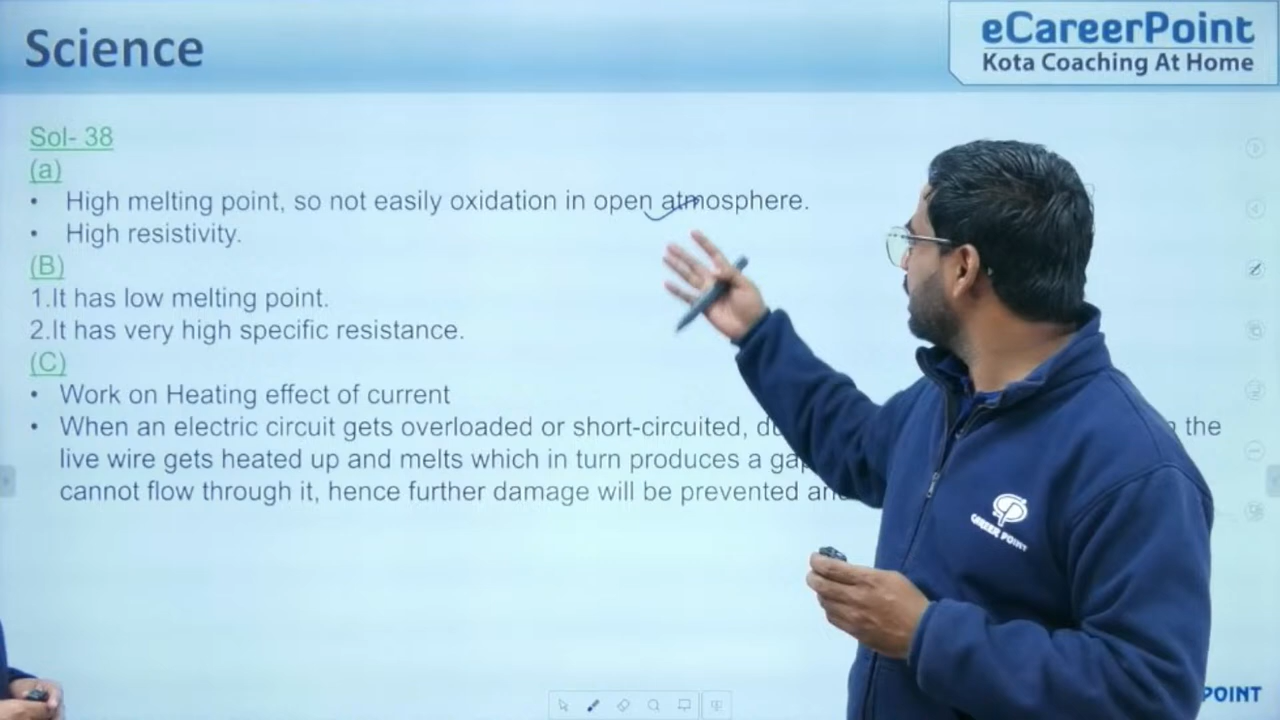 Science
eCareerPoint
Kota Coaching At Home
Sol- 38
(a)
• High melting point, so not easily oxidation in open atmosphere.
• High resistivity.
(B)
1.It has low melting point.
2.It has very high specific resistance.
(C)
• Work on Heating effect of current
• When an electric circuit gets overloaded or short-circuited, the
live wire gets heated up and melts which in turn produces a gap
cannot flow through it, hence further damage will be prevented and
CAREER POINT
POINT